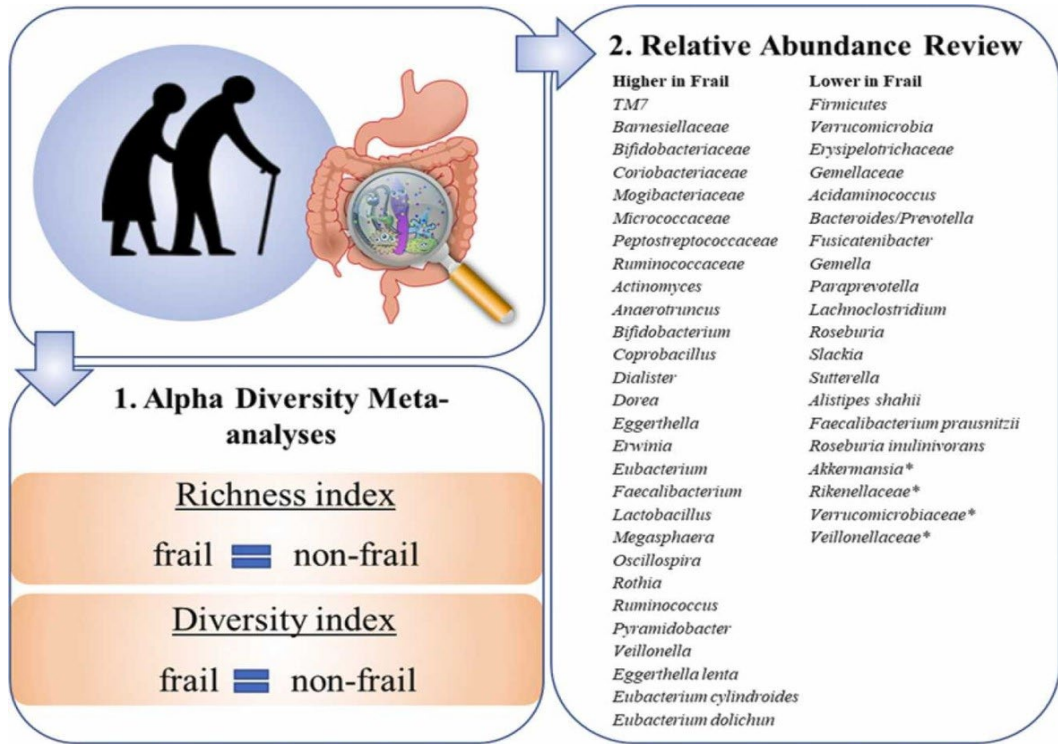 2. Relative Abundance Review
Higher in Frail
TM7
Barnesiellaceae
Bifidobacteriaceae
Coriobacteriaceae
Mogibacteriaceae
Micrococcaceae
Peptostreptococcaceae
Ruminococcaceae
Actinomyces
Anaerotruncus
Bifidobacterium
Coprobacillus
Dialister
Dorea
Eggerthella
Erwinia
Eubacterium
Faecalibacterium
Lactobacillus
Megasphaera
Oscillospira
Rothia
Ruminococcus
Pyramidobacter
Veillonella
Eggerthella lenta
Eubacterium cylindroides
Eubacterium dolichun
Lower in Frail
Firmicutes
Verrucomicrobia
Erysipelotrichaceae
Gemellaceae
Acidaminococcus
Bacteroides/Prevotella
Fusicatenibacter
Gemella
Paraprevotella
Lachnoclostridium
Roseburia
Slackia
Sutterella
Alistipes shahii
Faecalibacterium prausnitzii
Roseburia inulinivorans
Akkermansia*
Rikenellaceae*
Verrucomicrobiaceae*
Veillonellaceae*
1. Alpha Diversity Meta-
analyses
Richness index
frail = non-frail
Diversity index
frail = non-frail